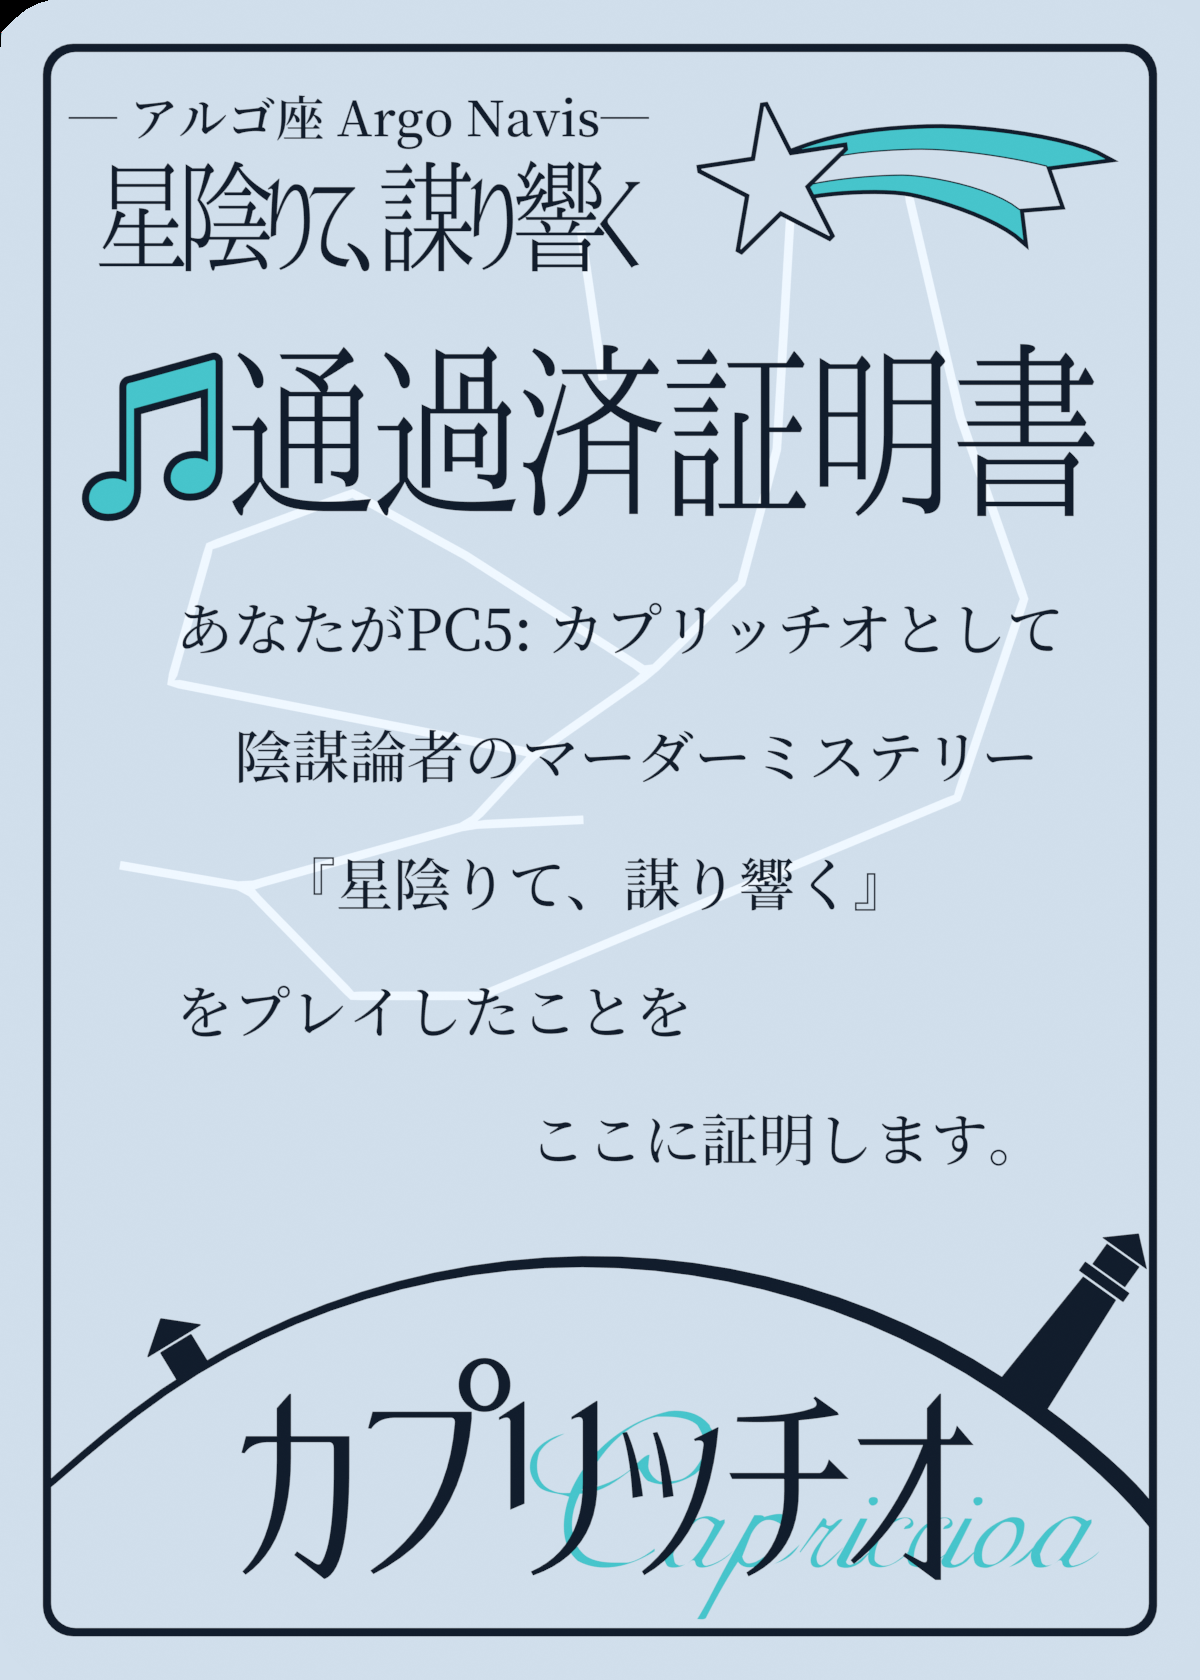 ― アルゴ座 Argo Navis―
星陰りて、謀り響く
通過済証明書
あなたがPC5: カプリッチオとして
陰謀論者のマーダーミステリー
『星陰りて、謀り響く』
をプレイしたことを
ここに証明します。
カプリッチオ
Capriccioa